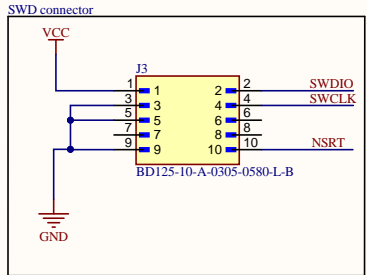 SWD connector
VCC
J3
1 1 2 2 SWDIO
3 3 4 4 SWCLK
5 5 6 6
7 7 8 8
9 9 10 10 NSRT
BD125-10-A-0305-0580-L-B
GND